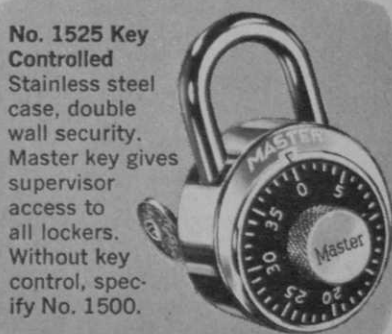 No. 1525 Key
Controlled
Stainless steel
case, double
wall security.
Master key gives
supervisor
access to
all lockers.
Without key
control, spec-
ify No. 1500.
MASTER
0
5
35
30
25
20
Master